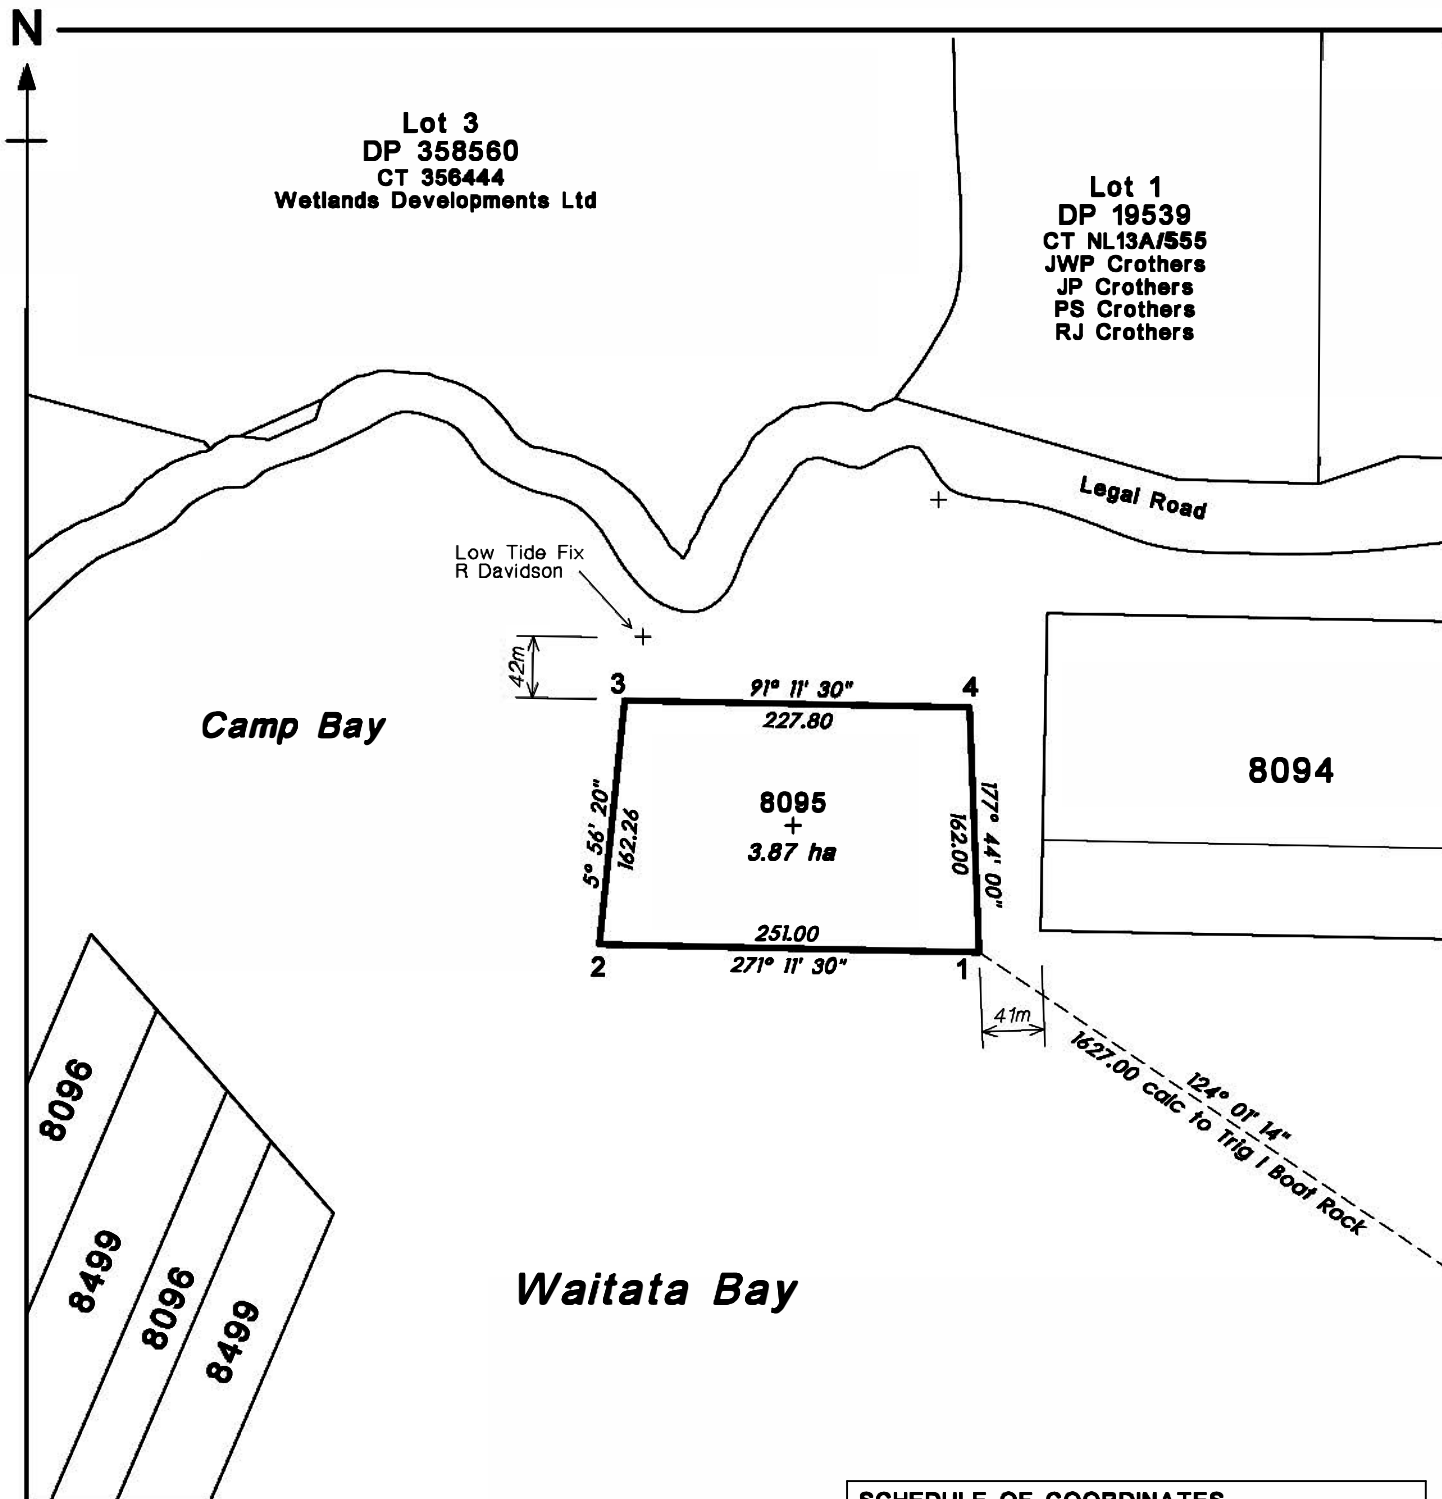 N
Lot 3
DP 358560
CT 356444
Wetlands Developments Ltd
Lot 1
DP 19539
CT NL13A/555
JWP Crothers
JP Crothers
PS Crothers
RJ Crothers
Legal Road
Low Tide Fix
R Davidson
42m
3
91° 11' 30"
4
227.80
Camp Bay
8094
8095
3.87 ha
5° 56' 20"
162.26
162.00
177° 44' 00"
251.00
2
271° 11' 30"
1
41m
124° 01' 14"
1627.00 calc to Trig I Boat Rock
8096
8499
8096
8499
Waitata Bay
SCHEDULE OF COORDINATES